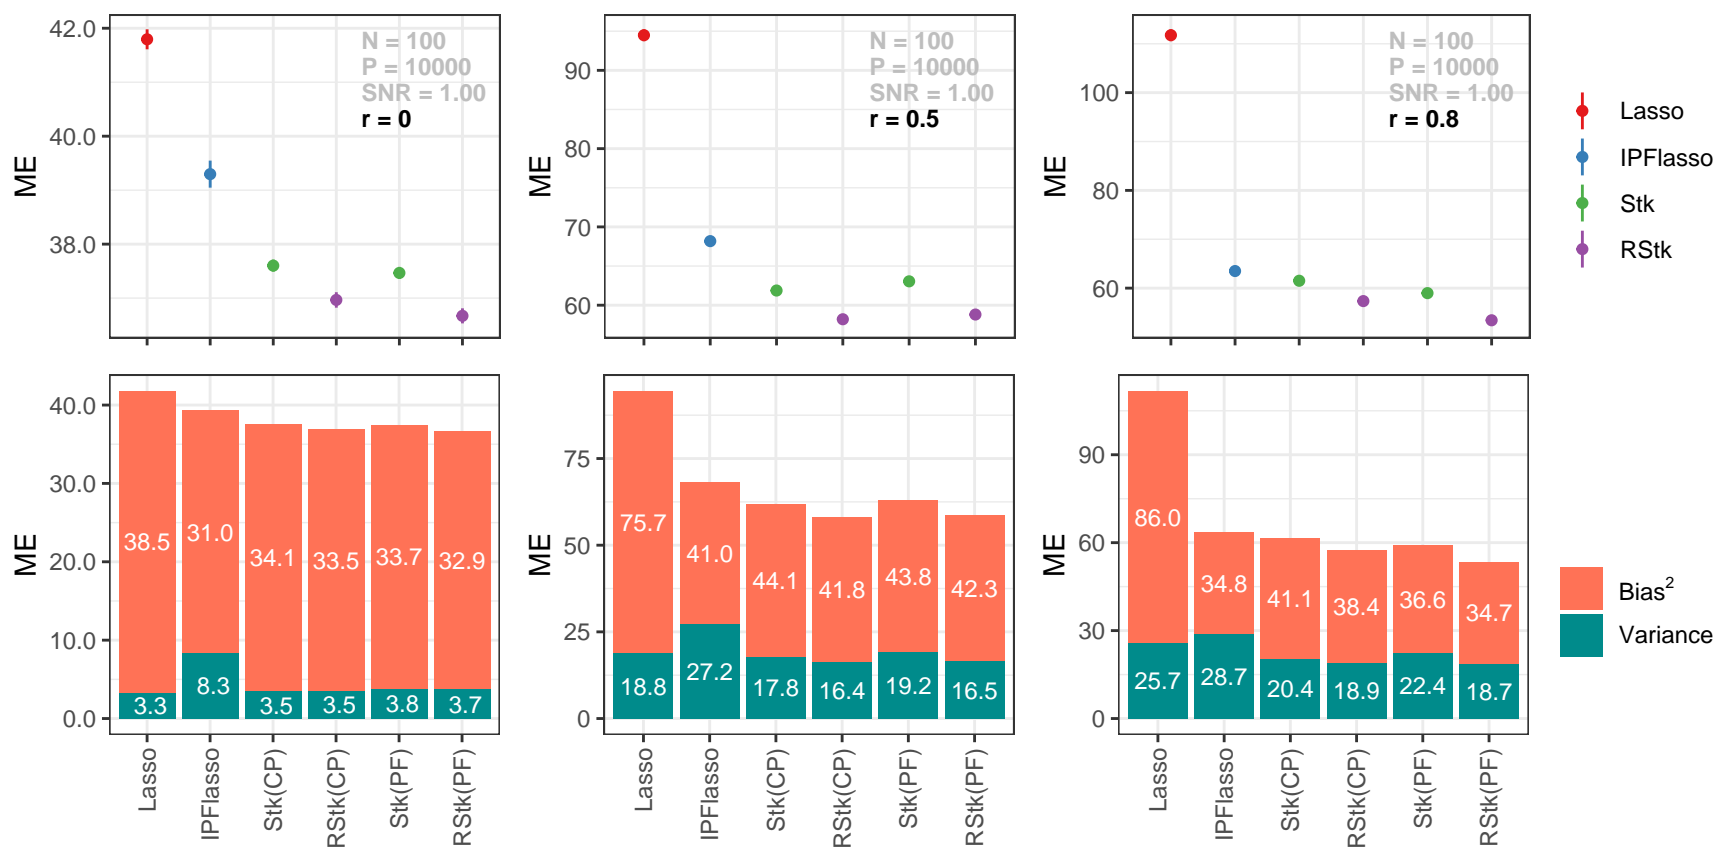 42.0
40.0
38.0
ME
N = 100
P = 10000
SNR = 1.00
r = 0
90
80
70
60
ME
N = 100
P = 10000
SNR = 1.00
r = 0.5
100
80
60
ME
N = 100
P = 10000
SNR = 1.00
r = 0.8
Lasso
IPFlasso
Stk
RStk
40.0
30.0
20.0
10.0
0.0
ME
38.5
31.0
34.1
33.5
33.7
32.9
3.3
8.3
3.5
3.5
3.8
3.7
Lasso
IPFlasso
Stk(CP)
RStk(CP)
Stk(PF)
RStk(PF)
75
50
25
0
ME
75.7
41.0
44.1
41.8
43.8
42.3
18.8
27.2
17.8
16.4
19.2
16.5
Lasso
IPFlasso
Stk(CP)
RStk(CP)
Stk(PF)
RStk(PF)
90
60
30
0
ME
86.0
34.8
41.1
38.4
36.6
34.7
25.7
28.7
20.4
18.9
22.4
18.7
Lasso
IPFlasso
Stk(CP)
RStk(CP)
Stk(PF)
RStk(PF)
Bias²
Variance